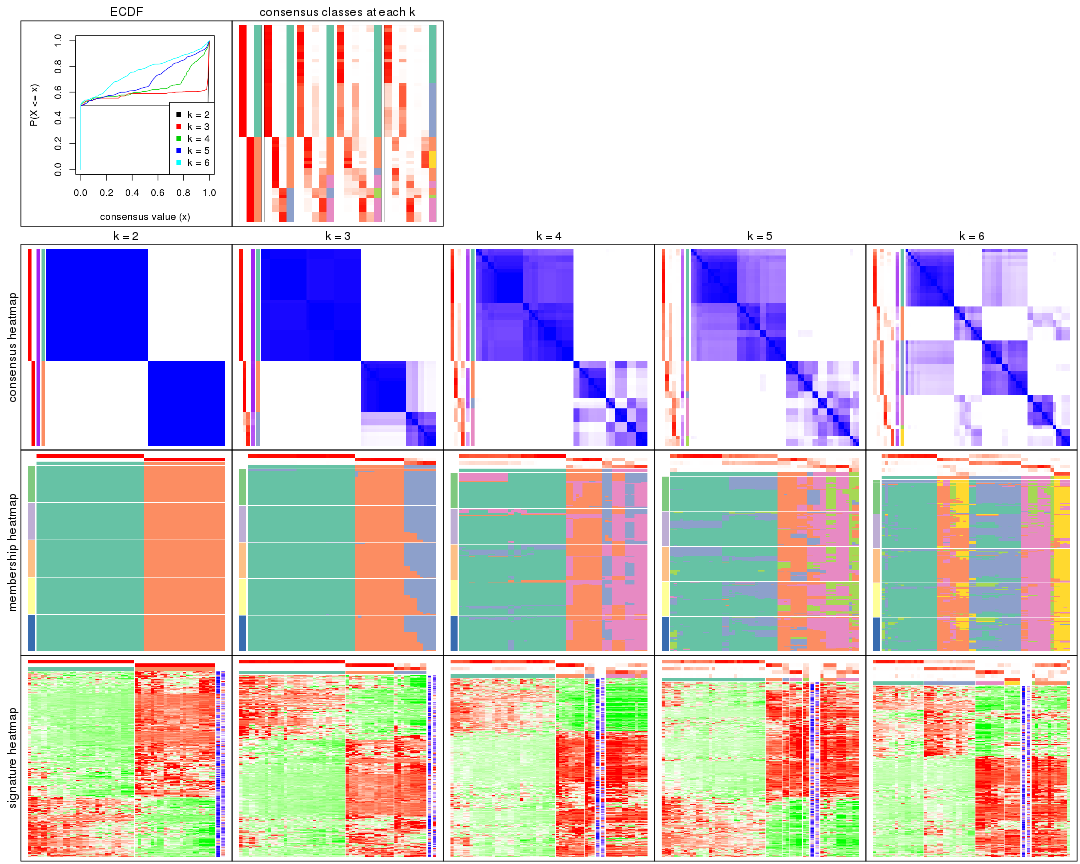 ECDF
consensus classes at each k
P(X <= x)
1.0
0.8
0.6
0.4
0.2
0.0
k = 2
k = 3
k = 4
k = 5
k = 6
0.0 0.2 0.4 0.6 0.8 1.0
consensus value (x)
k = 2
k = 3
k = 4
k = 5
k = 6
consensus heatmap
membership heatmap
signature heatmap